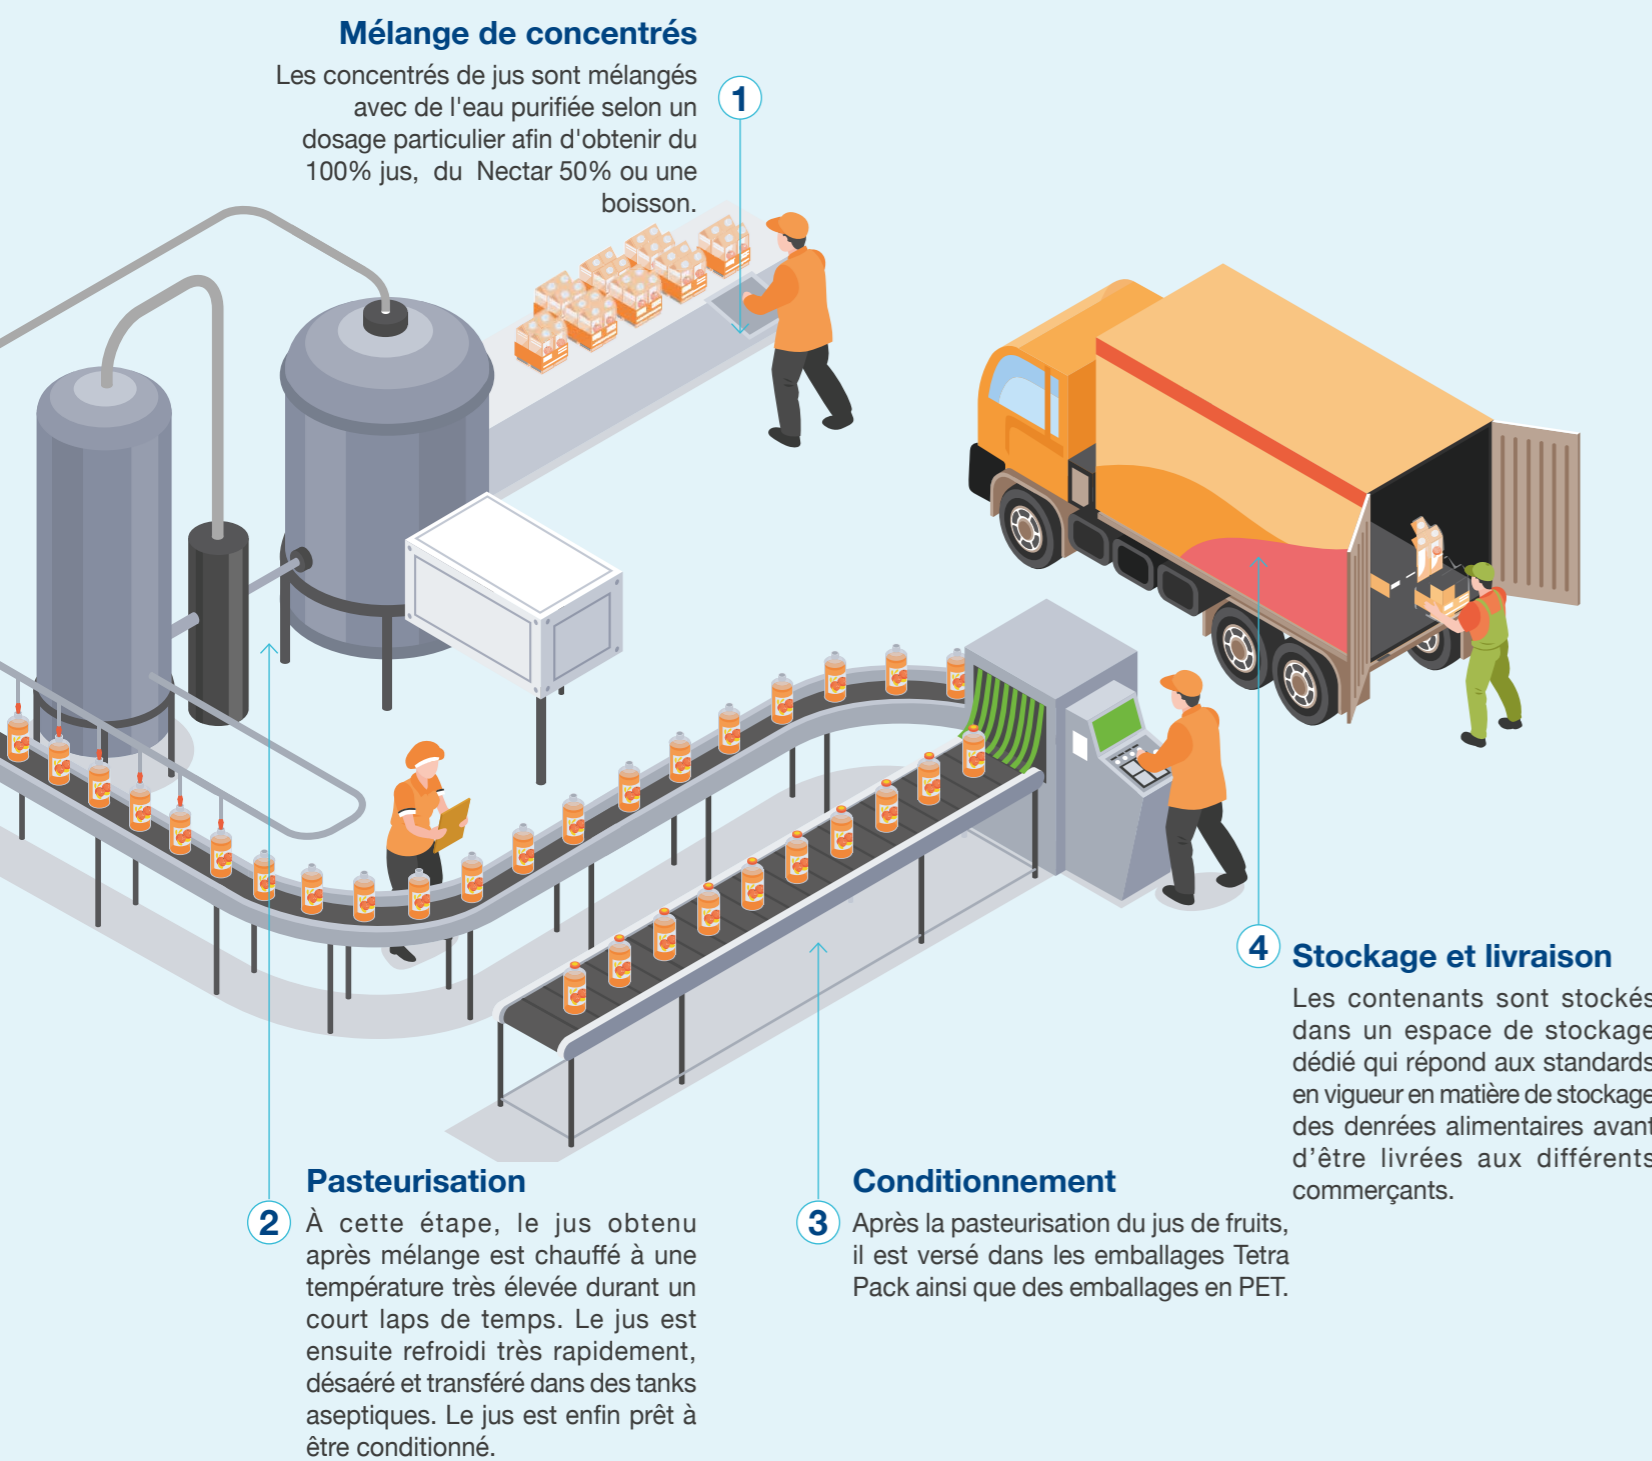 Mélange de concentrés
Les concentrés de jus sont mélangés
avec de l'eau purifiée selon un
dosage particulier afin d'obtenir du
100% jus, du Nectar 50% ou une
boisson.
1
4
Stockage et livraison
Les contenants sont stockés
dans un espace de stockage
dédié qui répond aux standards
en vigueur en matière de stockage
des denrées alimentaires avant
d’être livrées aux différents
commerçants.
2
Pasteurisation
À cette étape, le jus obtenu
après mélange est chauffé à une
température très élevée durant un
court laps de temps. Le jus est
ensuite refroidi très rapidement,
désaéré et transféré dans des tanks
aseptiques. Le jus est enfin prêt à
être conditionné.
3
Conditionnement
Après la pasteurisation du jus de fruits,
il est versé dans les emballages Tetra
Pack ainsi que des emballages en PET.